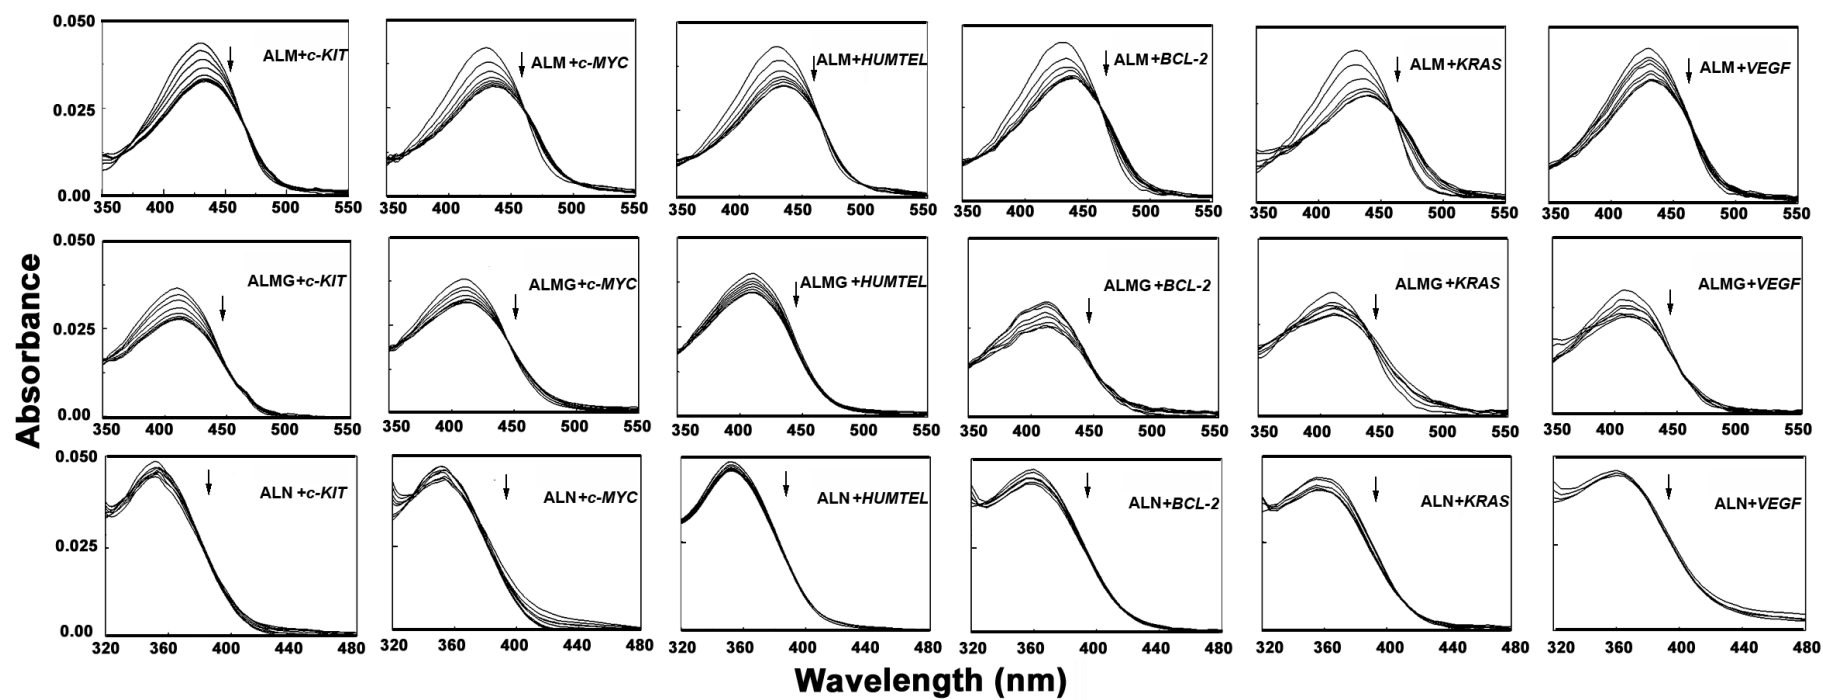 0.050
ALM+c-KIT
ALM+c-MYC
ALM+HUMTEL
ALM+BCL-2
ALM+KRAS
ALM+VEGF
0.025
0.00
350 400 450 500 550
350 400 450 500 550
350 400 450 500 550
350 400 450 500 550
350 400 450 500 550
350 400 450 500 550
Absorbance
0.050
ALMG+c-KIT
ALMG+c-MYC
ALMG+HUMTEL
ALMG+BCL-2
ALMG+KRAS
ALMG+VEGF
0.025
0.00
350 400 450 500 550
350 400 450 500 550
350 400 450 500 550
350 400 450 500 550
350 400 450 500 550
350 400 450 500 550
0.050
ALN+c-KIT
ALN+c-MYC
ALN+HUMTEL
ALN+BCL-2
ALN+KRAS
ALN+VEGF
0.025
0.00
320 360 400 440 480
320 360 400 440 480
320 360 400 440 480
320 360 400 440 480
320 360 400 440 480
320 360 400 440 480
Wavelength (nm)